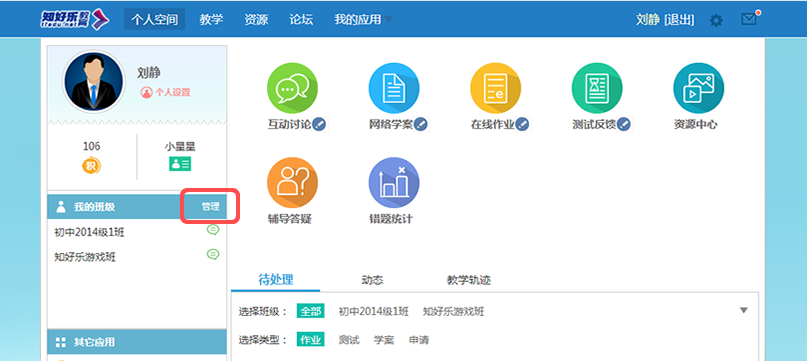 知好乐 教育网
个人空间 教学 资源 论坛 我的应用 刘静 [退出]
刘静
个人设置
106 小星星
积
我的班级 管理
初中2014级1班
知好乐游戏班
其它应用
互动讨论 网络学案 在线作业 测试反馈 资源中心
辅导答疑 错题统计
待处理 动态 教学轨迹
选择班级： 全部 初中2014级1班 知好乐游戏班
选择类型： 作业 测试 学案 申请